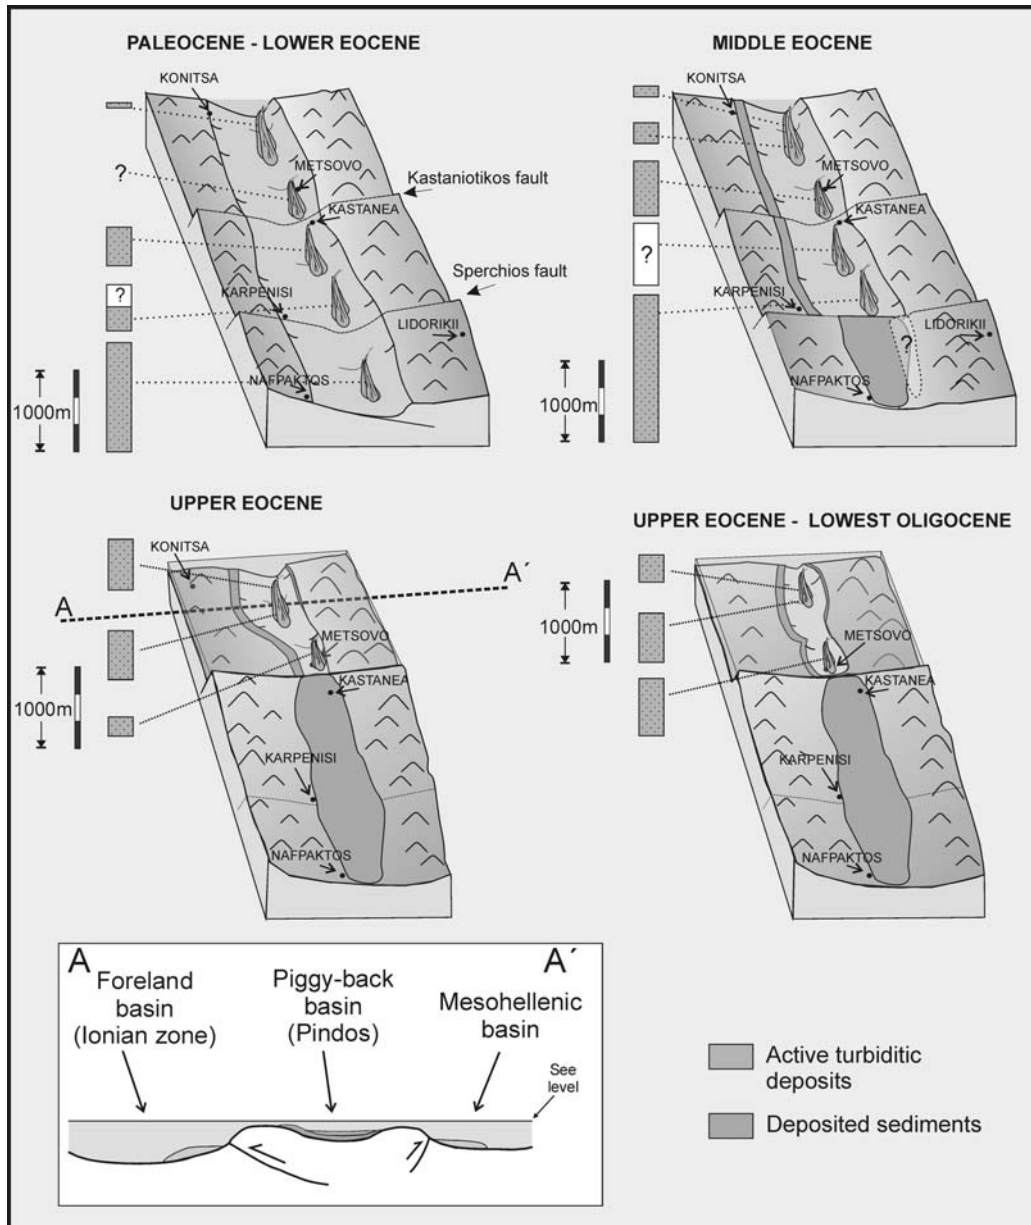 PALEOCENE - LOWER EOCENE
KONITSA
?
METSOVO
Kastaniotikos fault
KASTANEA
Sperchios fault
?
KARPENISI
LIDORIKII
NAFPAKTOS
1000m
MIDDLE EOCENE
KONITSA
METSOVO
KASTANEA
?
KARPENISI
LIDORIKII
?
NAFPAKTOS
1000m
UPPER EOCENE
KONITSA
A
A´
METSOVO
KASTANEA
1000m
KARPENISI
NAFPAKTOS
UPPER EOCENE - LOWEST OLIGOCENE
1000m
METSOVO
KASTANEA
KARPENISI
NAFPAKTOS
A
A´
Foreland
basin
(Ionian zone)
Piggy-back
basin
(Pindos)
Mesohellenic
basin
See
level
Active turbiditic
deposits
Deposited sediments